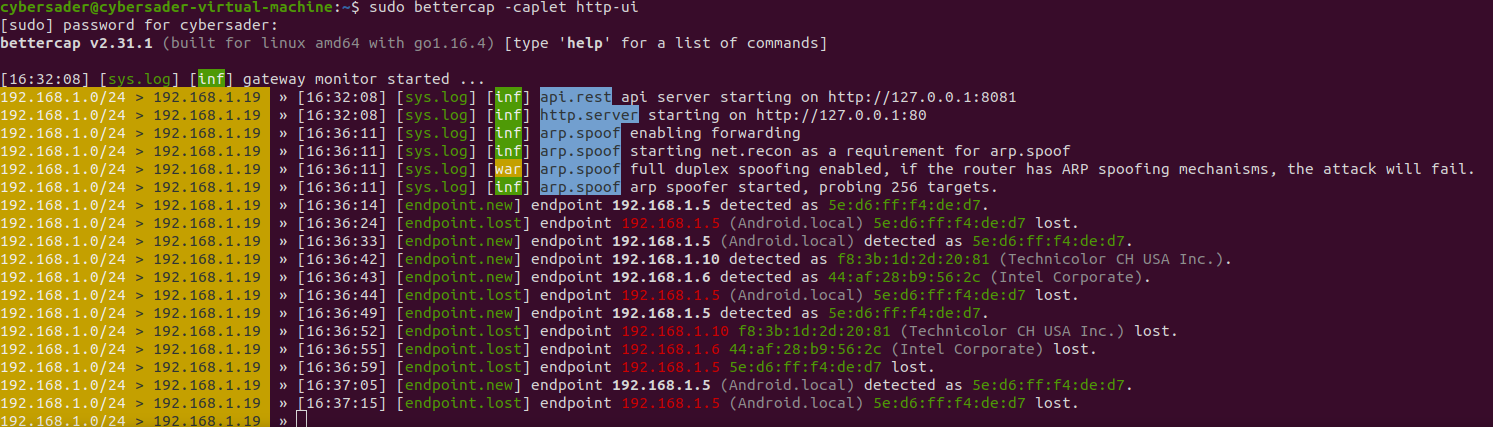 cybersader@cybersader-virtual-machine:~$ sudo bettercap -caplet http-ui
[sudo] password for cybersader:
bettercap v2.31.1 (built for linux amd64 with go1.16.4) [type 'help' for a list of commands]
[16:32:08] [sys.log] [inf] gateway monitor started ...
192.168.1.0/24 > 192.168.1.19 » [16:32:08] [sys.log] [inf] api.rest api server starting on http://127.0.0.1:8081
192.168.1.0/24 > 192.168.1.19 » [16:32:08] [sys.log] [inf] http.server starting on http://127.0.0.1:80
192.168.1.0/24 > 192.168.1.19 » [16:36:11] [sys.log] [inf] arp.spoof enabling forwarding
192.168.1.0/24 > 192.168.1.19 » [16:36:11] [sys.log] [inf] arp.spoof starting net.recon as a requirement for arp.spoof
192.168.1.0/24 > 192.168.1.19 » [16:36:11] [sys.log] [war] arp.spoof full duplex spoofing enabled, if the router has ARP spoofing mechanisms, the attack will fail.
192.168.1.0/24 > 192.168.1.19 » [16:36:11] [sys.log] [inf] arp.spoof arp spoofer started, probing 256 targets.
192.168.1.0/24 > 192.168.1.19 » [16:36:14] [endpoint.new] endpoint 192.168.1.5 detected as 5e:d6:ff:f4:de:d7.
192.168.1.0/24 > 192.168.1.19 » [16:36:24] [endpoint.lost] endpoint 192.168.1.5 (Android.local) 5e:d6:ff:f4:de:d7 lost.
192.168.1.0/24 > 192.168.1.19 » [16:36:33] [endpoint.new] endpoint 192.168.1.5 (Android.local) detected as 5e:d6:ff:f4:de:d7.
192.168.1.0/24 > 192.168.1.19 » [16:36:42] [endpoint.new] endpoint 192.168.1.10 detected as f8:3b:1d:2d:20:81 (Technicolor CH USA Inc.).
192.168.1.0/24 > 192.168.1.19 » [16:36:43] [endpoint.new] endpoint 192.168.1.6 detected as 44:af:28:b9:56:2c (Intel Corporate).
192.168.1.0/24 > 192.168.1.19 » [16:36:44] [endpoint.lost] endpoint 192.168.1.5 (Android.local) 5e:d6:ff:f4:de:d7 lost.
192.168.1.0/24 > 192.168.1.19 » [16:36:49] [endpoint.new] endpoint 192.168.1.5 detected as 5e:d6:ff:f4:de:d7.
192.168.1.0/24 > 192.168.1.19 » [16:36:52] [endpoint.lost] endpoint 192.168.1.10 f8:3b:1d:2d:20:81 (Technicolor CH USA Inc.) lost.
192.168.1.0/24 > 192.168.1.19 » [16:36:55] [endpoint.lost] endpoint 192.168.1.6 44:af:28:b9:56:2c (Intel Corporate) lost.
192.168.1.0/24 > 192.168.1.19 » [16:36:59] [endpoint.lost] endpoint 192.168.1.5 5e:d6:ff:f4:de:d7 lost.
192.168.1.0/24 > 192.168.1.19 » [16:37:05] [endpoint.new] endpoint 192.168.1.5 (Android.local) detected as 5e:d6:ff:f4:de:d7.
192.168.1.0/24 > 192.168.1.19 » [16:37:15] [endpoint.lost] endpoint 192.168.1.5 (Android.local) 5e:d6:ff:f4:de:d7 lost.
192.168.1.0/24 > 192.168.1.19 »